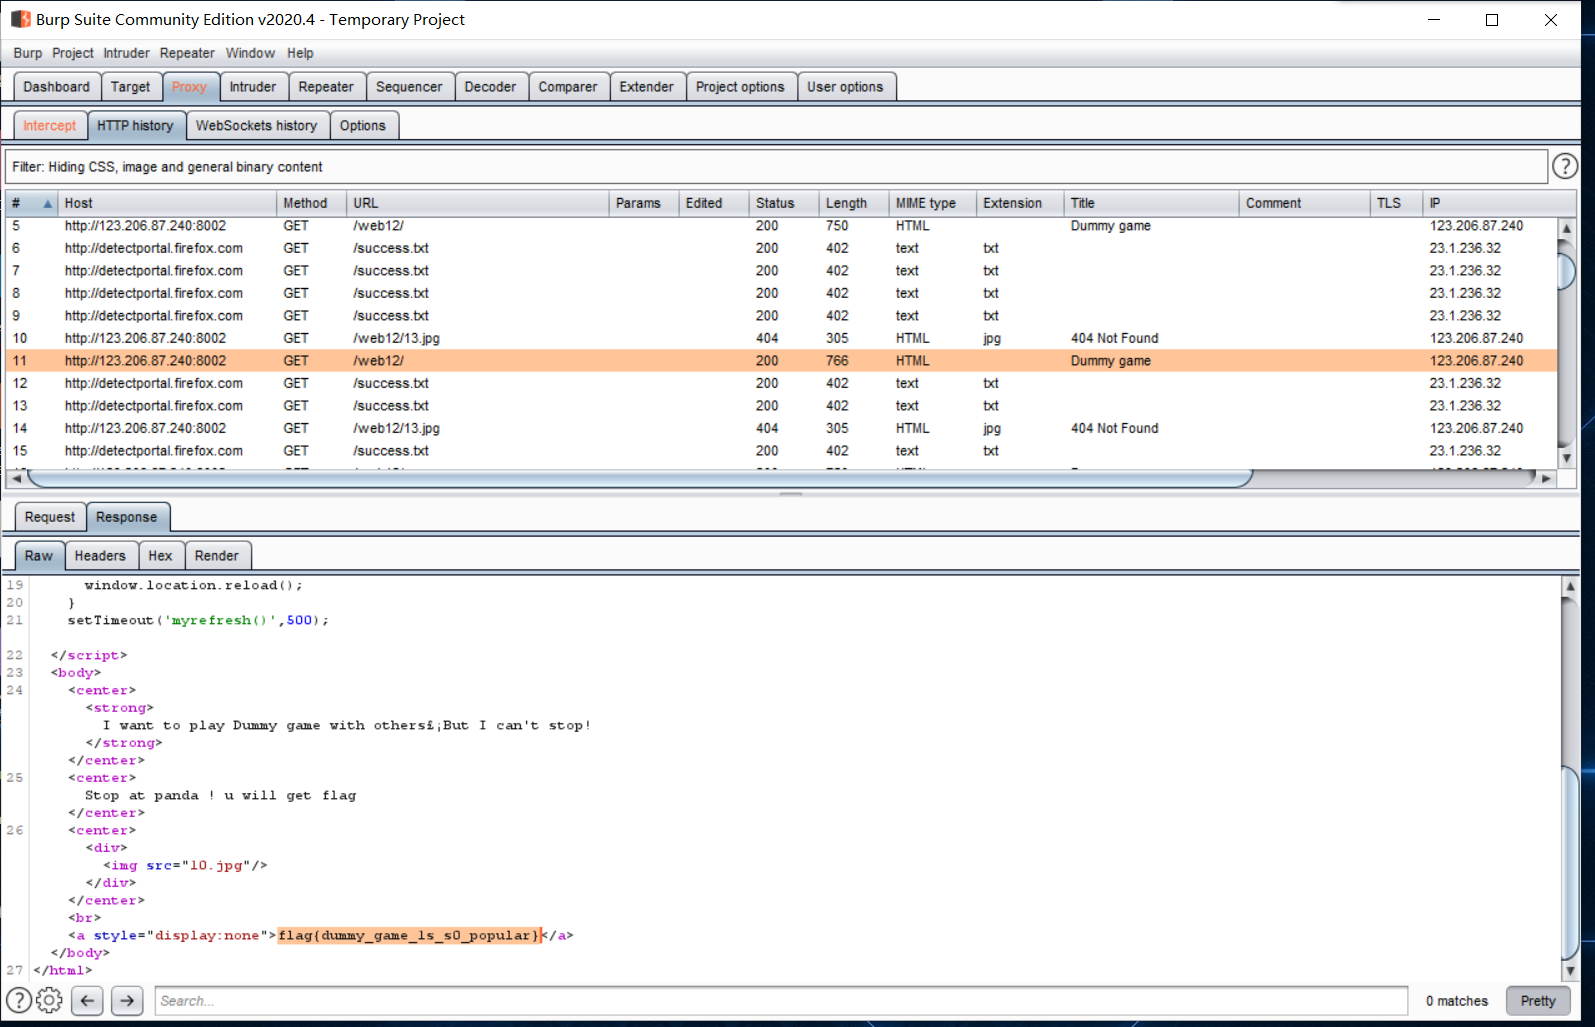 Burp Suite Community Edition v2020.4 - Temporary Project
Burp Project Intruder Repeater Window Help
Dashboard Target Proxy Intruder Repeater Sequencer Decoder Comparer Extender Project options User options
Intercept HTTP history WebSockets history Options
Filter: Hiding CSS, image and general binary content
# Host Method URL Params Edited Status Length MIME type Extension Title Comment TLS IP
5 http://123.206.87.240:8002 GET /web12/ 200 750 HTML Dummy game 123.206.87.240
6 http://detectportal.firefox.com GET /success.txt 200 402 text txt 23.1.236.32
7 http://detectportal.firefox.com GET /success.txt 200 402 text txt 23.1.236.32
8 http://detectportal.firefox.com GET /success.txt 200 402 text txt 23.1.236.32
9 http://detectportal.firefox.com GET /success.txt 200 402 text txt 23.1.236.32
10 http://123.206.87.240:8002 GET /web12/13.jpg 404 305 HTML jpg 404 Not Found 123.206.87.240
11 http://123.206.87.240:8002 GET /web12/ 200 766 HTML Dummy game 123.206.87.240
12 http://detectportal.firefox.com GET /success.txt 200 402 text txt 23.1.236.32
13 http://detectportal.firefox.com GET /success.txt 200 402 text txt 23.1.236.32
14 http://123.206.87.240:8002 GET /web12/13.jpg 404 305 HTML jpg 404 Not Found 123.206.87.240
15 http://detectportal.firefox.com GET /success.txt 200 402 text txt 23.1.236.32
Request Response
Raw Headers Hex Render
19 window.location.reload();
20 }
21 setTimeout('myrefresh()',500);
22 </script>
23 <body>
24 <center>
<strong>
I want to play Dummy game with others£¡But I can't stop!
</strong>
</center>
25 <center>
Stop at panda ! u will get flag
</center>
26 <center>
<div>
<img src="10.jpg"/>
</div>
</center>
<br>
<a style="display:none">flag{dummy_game_1s_s0_popular}</a>
</body>
27 </html>
Search...
0 matches
Pretty